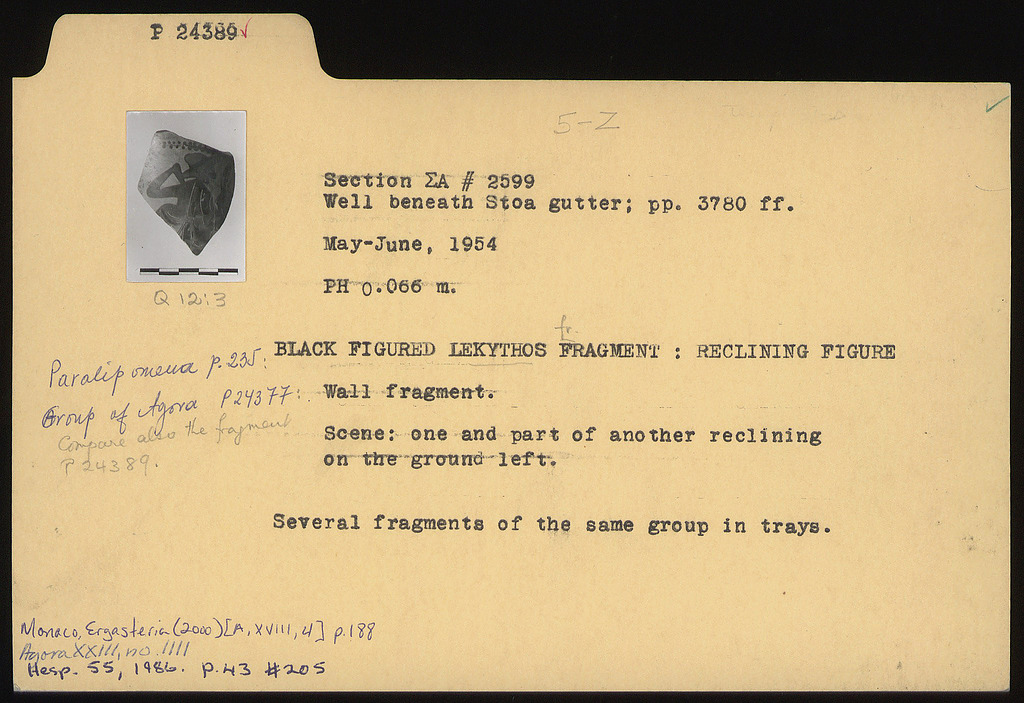 P 24389 ✓
5-Z
Section ΣA # 2599
Well beneath Stoa gutter; pp. 3780 ff.
May-June, 1954
PH 0.066 m.
Q 12:3
fr.
BLACK FIGURED LEKYTHOS FRAGMENT : RECLINING FIGURE
Paralipomena p. 235:
Group of Agora P24377:
Compare also the fragment
P 24389.
Wall fragment.
Scene: one and part of another reclining
on the ground left.
Several fragments of the same group in trays.
Monaco, Ergasteria (2000) [A, XVIII, 4] p.188
Agora XXIII, no. 1111
Hesp. 55, 1986. p.43 #205